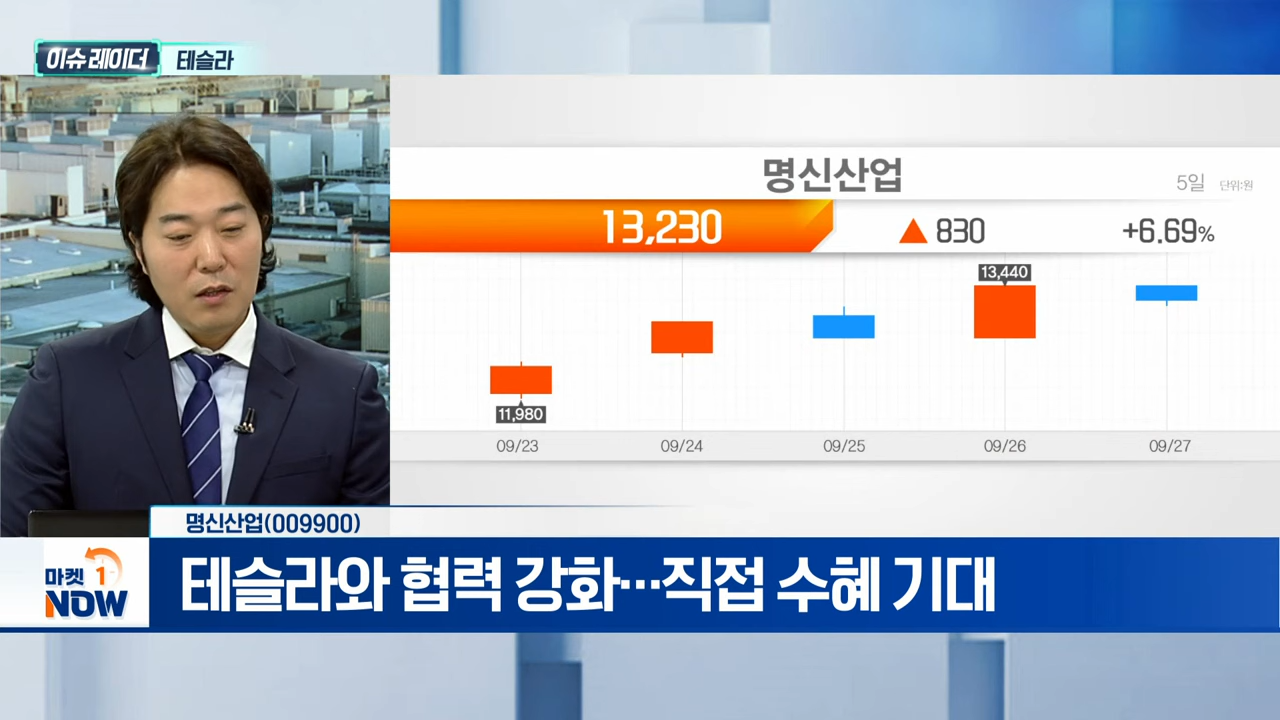 이슈 레이더 테슬라
명신산업
5일 단위:원
13,230 ▲ 830 +6.69%
13,440
11,980
09/23 09/24 09/25 09/26 09/27
명신산업(009900)
마켓 1
NOW
테슬라와 협력 강화…직접 수혜 기대